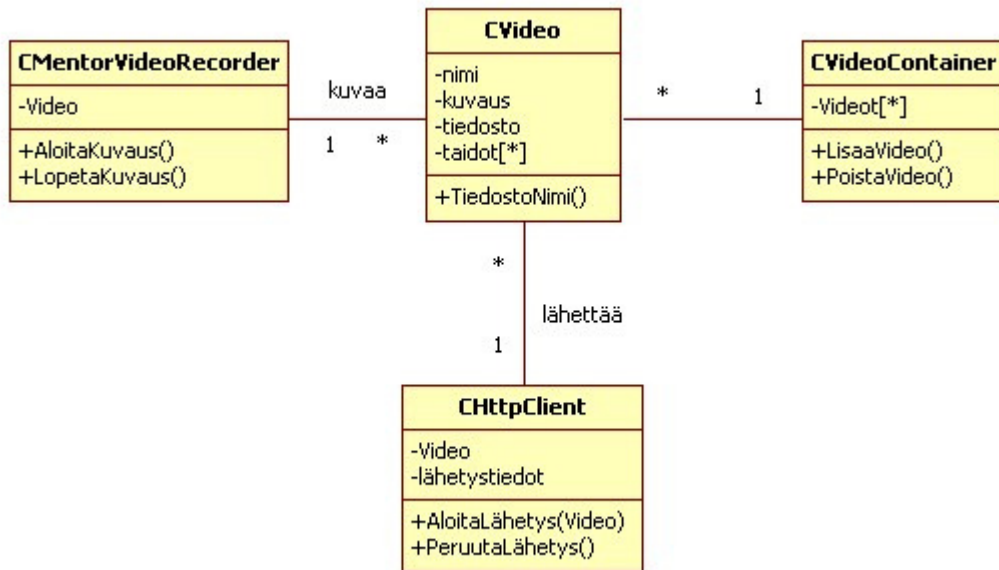 CMentorVideoRecorder
-Video
+AloitaKuvaus()
+LopetaKuvaus()
kuvaa
1 *
CVideo
-nimi
-kuvaus
-tiedosto
-taidot[*]
+TiedostoNimi()
* 1
CVideoContainer
-Videot[*]
+LisaaVideo()
+PoistaVideo()
*
lähettää
1
CHttpClient
-Video
-lähetystiedot
+AloitaLähetys(Video)
+PeruutaLähetys()